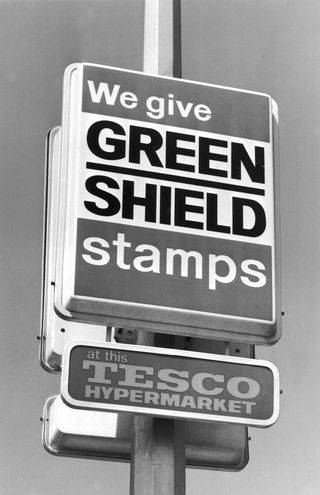 We give
GREEN
SHIELD
stamps
at this
TESCO
HYPERMARKET